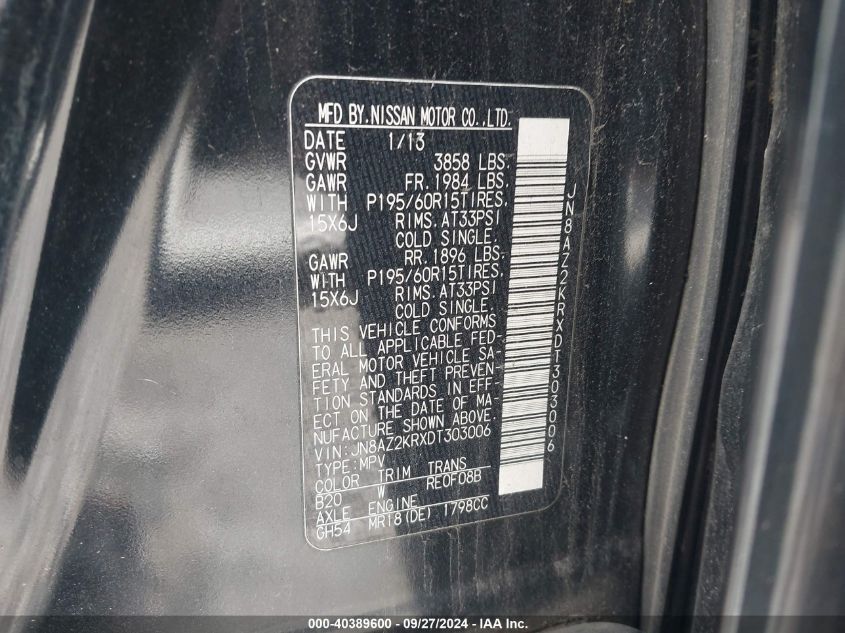 MFD BY.NISSAN MOTOR CO.,LTD.
DATE 1/13
GVWR 3858 LBS.
GAWR FR.1984 LBS.
WITH P195/60R15TIRES.
15X6J RIMS.AT33PSI
COLD SINGLE.
GAWR RR.1896 LBS.
WITH P195/60R15TIRES.
15X6J RIMS.AT33PSI
COLD SINGLE.
THIS VEHICLE CONFORMS
TO ALL APPLICABLE FED-
ERAL MOTOR VEHICLE SA-
FETY AND THEFT PREVEN-
TION STANDARDS IN EFF-
ECT ON THE DATE OF MA-
NUFACTURE SHOWN ABOVE.
VIN:JN8AZ2KRXDT303006
TYPE:MPV
COLOR TRIM TRANS
B20 W RE0F08B
AXLE ENGINE
GH54 MR18(DE) 1798CC
JN8AZ2KRXDT303006
000-40389600 - 09/27/2024 - IAA Inc.